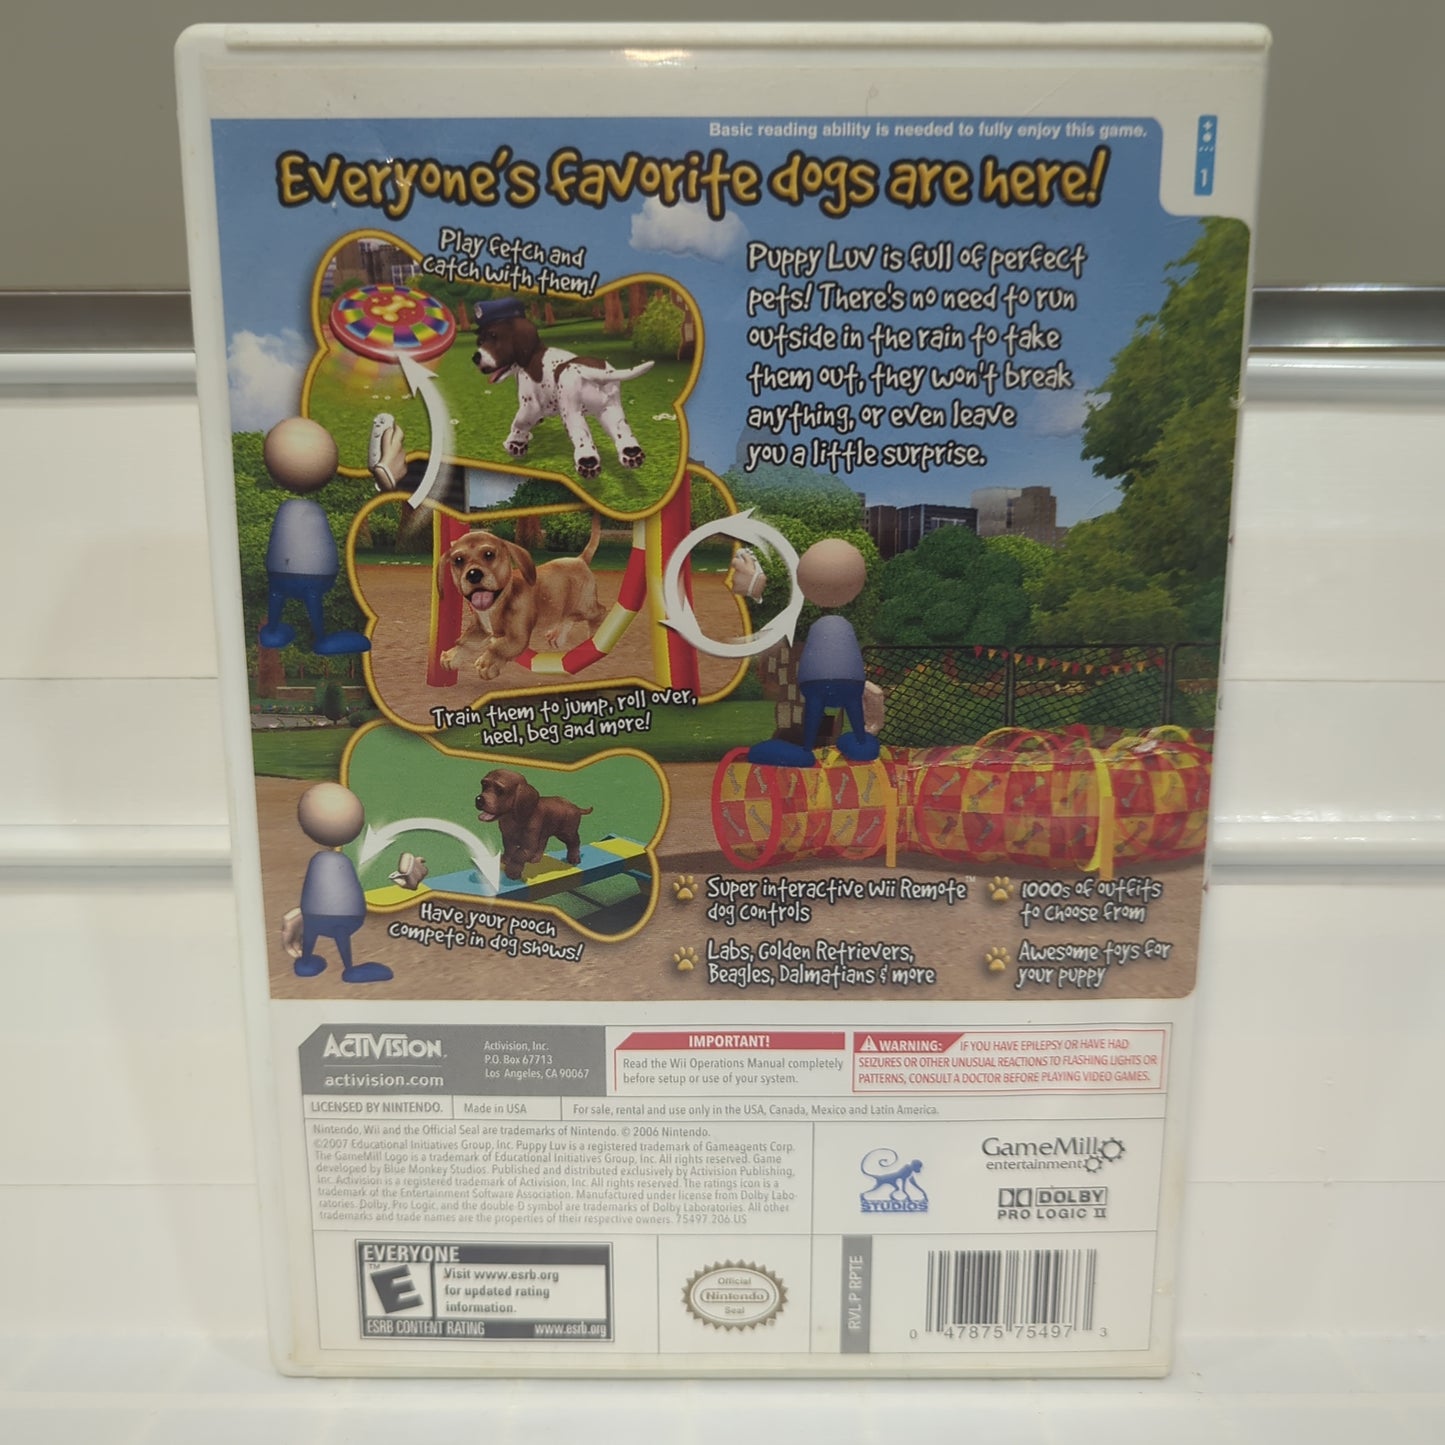 Basic reading ability is needed to fully enjoy this game.
1
Everyone's favorite dogs are here!
Play fetch and
catch with them!
Puppy Luv is full of perfect
pets! There's no need to run
outside in the rain to take
them out, they won't break
anything, or even leave
you a little surprise.
Train them to jump, roll over,
heel, beg and more!
Have your pooch
compete in dog shows!
Super interactive Wii Remote™
dog controls
1000s of outfits
to choose from
Labs, Golden Retrievers,
Beagles, Dalmatians & more
Awesome toys for
your puppy
ACTIVISION
activision.com
Activision, Inc.
P.O. Box 67713
Los Angeles, CA 90067
IMPORTANT!
Read the Wii Operations Manual completely
before setup or use of your system.
WARNING: IF YOU HAVE EPILEPSY OR HAVE HAD
SEIZURES OR OTHER UNUSUAL REACTIONS TO FLASHING LIGHTS OR
PATTERNS, CONSULT A DOCTOR BEFORE PLAYING VIDEO GAMES.
LICENSED BY NINTENDO.
Made in USA
For sale, rental and use only in the USA, Canada, Mexico and Latin America.
Nintendo, Wii and the Official Seal are trademarks of Nintendo. © 2006 Nintendo.
©2007 Educational Initiatives Group, Inc. Puppy Luv is a registered trademark of Gameagents Corp.
The GameMill Logo is a trademark of Educational Initiatives Group, Inc. All rights reserved. Game
developed by Blue Monkey Studios. Published and distributed exclusively by Activision Publishing,
Inc. Activision is a registered trademark of Activision, Inc. All rights reserved. The ratings icon is a
trademark of the Entertainment Software Association. Manufactured under license from Dolby Labo
ratories. Dolby, Pro Logic, and the double-D symbol are trademarks of Dolby Laboratories. All other
trademarks and trade names are the properties of their respective owners. 75497.206.US
STUDIOS
GameMill
entertainment
DOLBY
PRO LOGIC II
EVERYONE
E
TM
Visit www.esrb.org
for updated rating
information.
ESRB CONTENT RATING www.esrb.org
Official
Nintendo
Seal
RVL P RPTE
0 47875 75497 3